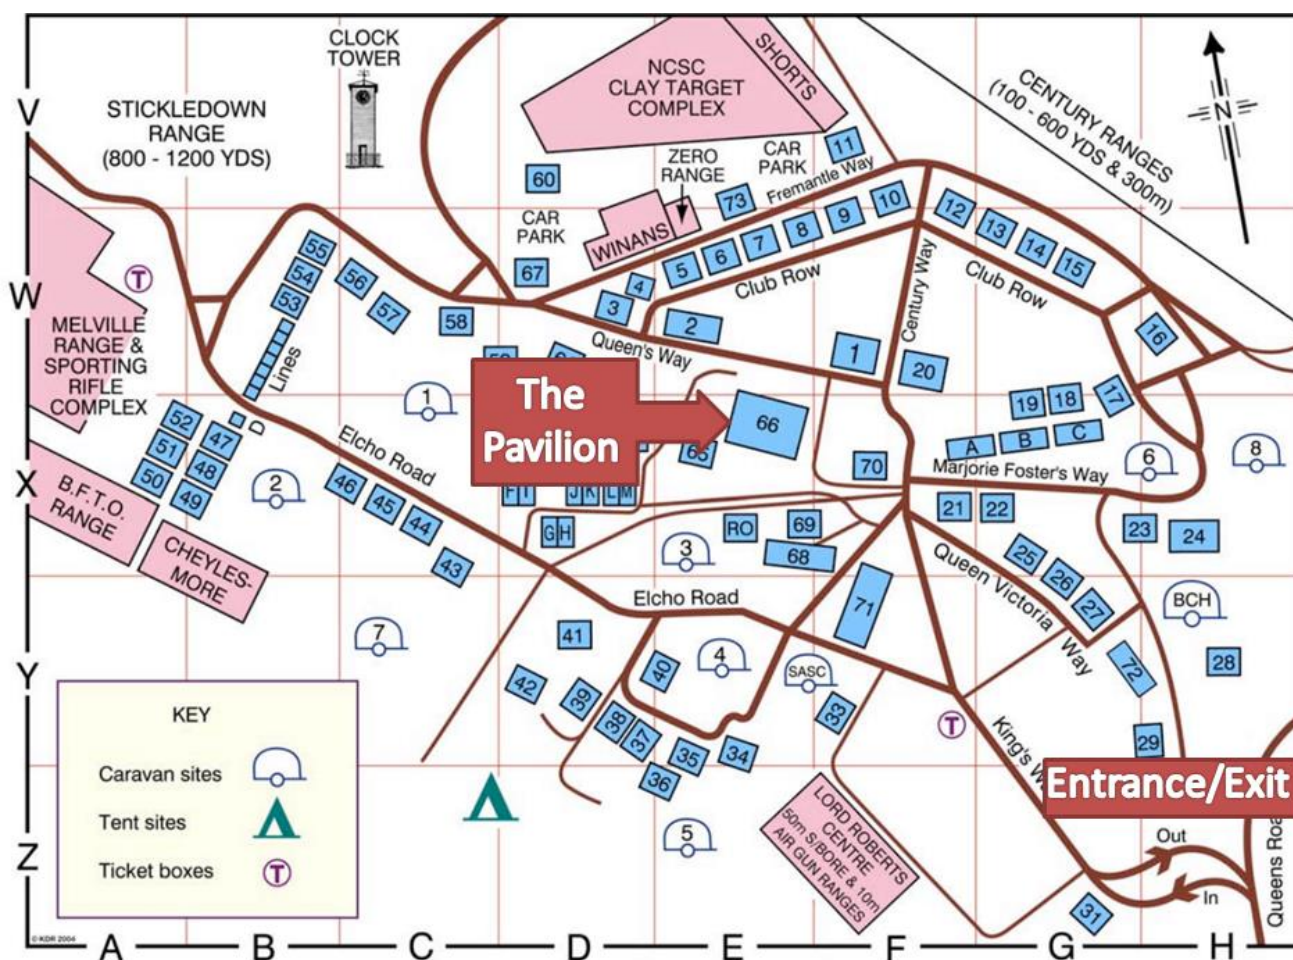 CLOCK
TOWER
STICKLEDOWN
RANGE
(800 - 1200 YDS)
NCSC
CLAY TARGET
COMPLEX
SHORTS
CENTURY RANGES
(100 - 600 YDS & 300m)
N
V
W
X
Y
Z
ZERO
RANGE
CAR
PARK
11
Fremantle Way
60
73
CAR
PARK
WINANS
67
10
9
8
7
6
5
4
3
2
Club Row
12
13
14
15
16
Club Row
Century Way
Queen's Way
1
20
55
54
53
56
57
58
Lines
D
T
MELVILLE
RANGE &
SPORTING
RIFLE
COMPLEX
1
The
Pavilion
66
65
70
19
18
17
A
B
C
Marjorie Foster's Way
6
8
52
51
50
47
48
49
2
Elcho Road
46
45
44
43
B.F.T.O.
RANGE
CHEYLES-
MORE
J
K
L
M
G
H
RO
69
68
3
21
22
23
24
25
26
27
Queen Victoria
Way
71
Elcho Road
BCH
28
72
29
7
41
42
40
39
38
37
36
35
34
4
SASC
33
T
King's
Entrance/Exit
5
LORD ROBERTS
CENTRE
50m S/BORE & 10m
AIR GUN RANGES
Out
In
Queens
31
KEY
Caravan sites
Tent sites
Ticket boxes
T
© KDR 2004
A
B
C
D
E
F
G
H